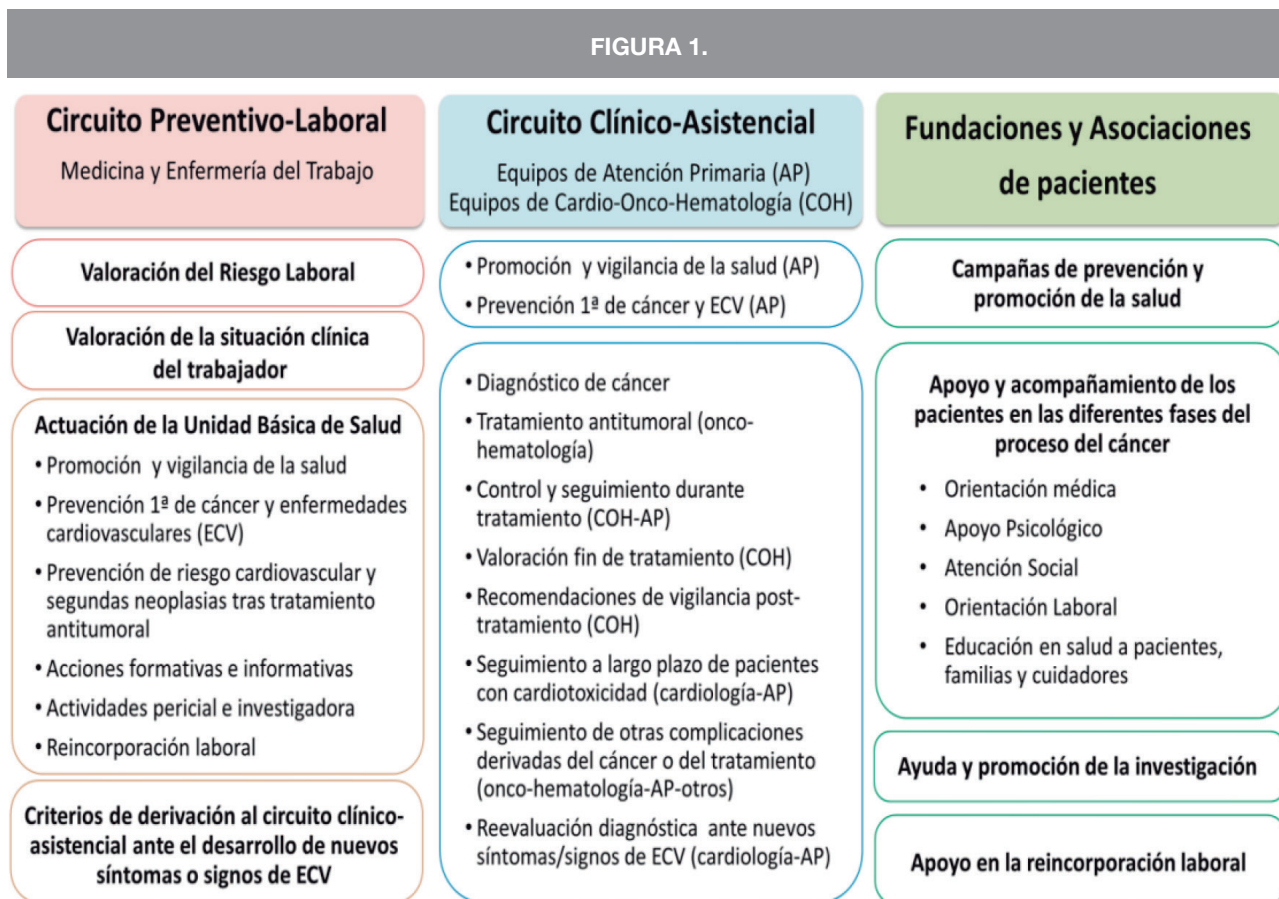 FIGURA 1.
Circuito Preventivo-Laboral
Medicina y Enfermería del Trabajo
Valoración del Riesgo Laboral
Valoración de la situación clínica
del trabajador
Actuación de la Unidad Básica de Salud
• Promoción y vigilancia de la salud
• Prevención 1ª de cáncer y enfermedades
cardiovasculares (ECV)
• Prevención de riesgo cardiovascular y
segundas neoplasias tras tratamiento
antitumoral
• Acciones formativas e informativas
• Actividades pericial e investigadora
• Reincorporación laboral
Criterios de derivación al circuito clínico-
asistencial ante el desarrollo de nuevos
síntomas o signos de ECV
Circuito Clínico-Asistencial
Equipos de Atención Primaria (AP)
Equipos de Cardio-Onco-Hematología (COH)
• Promoción y vigilancia de la salud (AP)
• Prevención 1ª de cáncer y ECV (AP)
• Diagnóstico de cáncer
• Tratamiento antitumoral (onco-
hematología)
• Control y seguimiento durante
tratamiento (COH-AP)
• Valoración fin de tratamiento (COH)
• Recomendaciones de vigilancia post-
tratamiento (COH)
• Seguimiento a largo plazo de pacientes
con cardiotoxicidad (cardiología-AP)
• Seguimiento de otras complicaciones
derivadas del cáncer o del tratamiento
(onco-hematología-AP-otros)
• Reevaluación diagnóstica ante nuevos
síntomas/signos de ECV (cardiología-AP)
Fundaciones y Asociaciones
de pacientes
Campañas de prevención y
promoción de la salud
Apoyo y acompañamiento de los
pacientes en las diferentes fases del
proceso del cáncer
• Orientación médica
• Apoyo Psicológico
• Atención Social
• Orientación Laboral
• Educación en salud a pacientes,
familias y cuidadores
Ayuda y promoción de la investigación
Apoyo en la reincorporación laboral